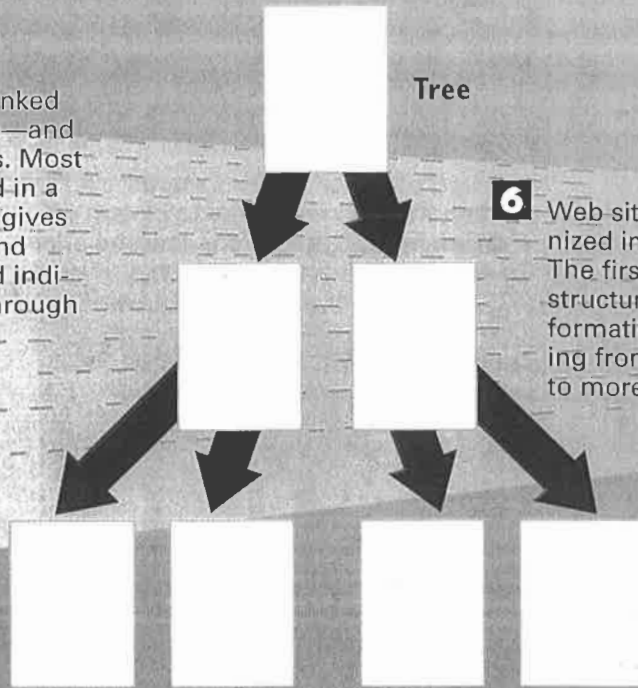 Tree
nked
—and
s. Most
d in a
gives
nd
d indi-
rough
6 Web sit
nized in
The firs
structur
formati
ing from
to more